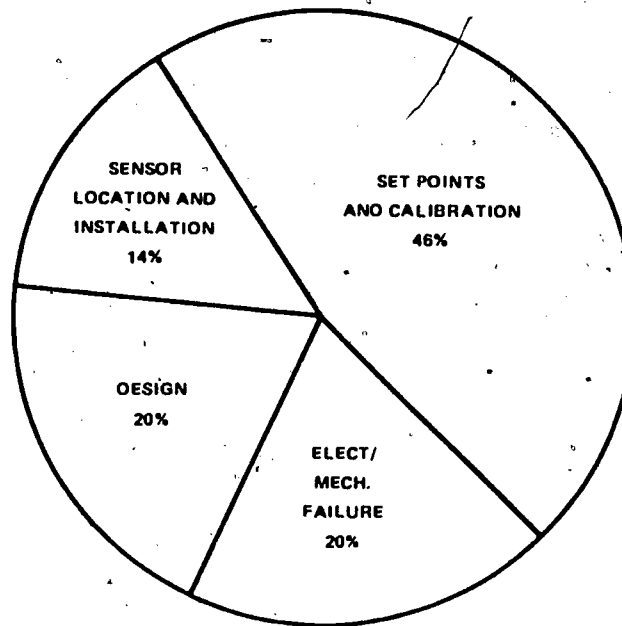 SENSOR
LOCATION AND
INSTALLATION
14%
SET POINTS
ANO CALIBRATION
46%
OESIGN
20%
ELECT/
MECH.
FAILURE
20%